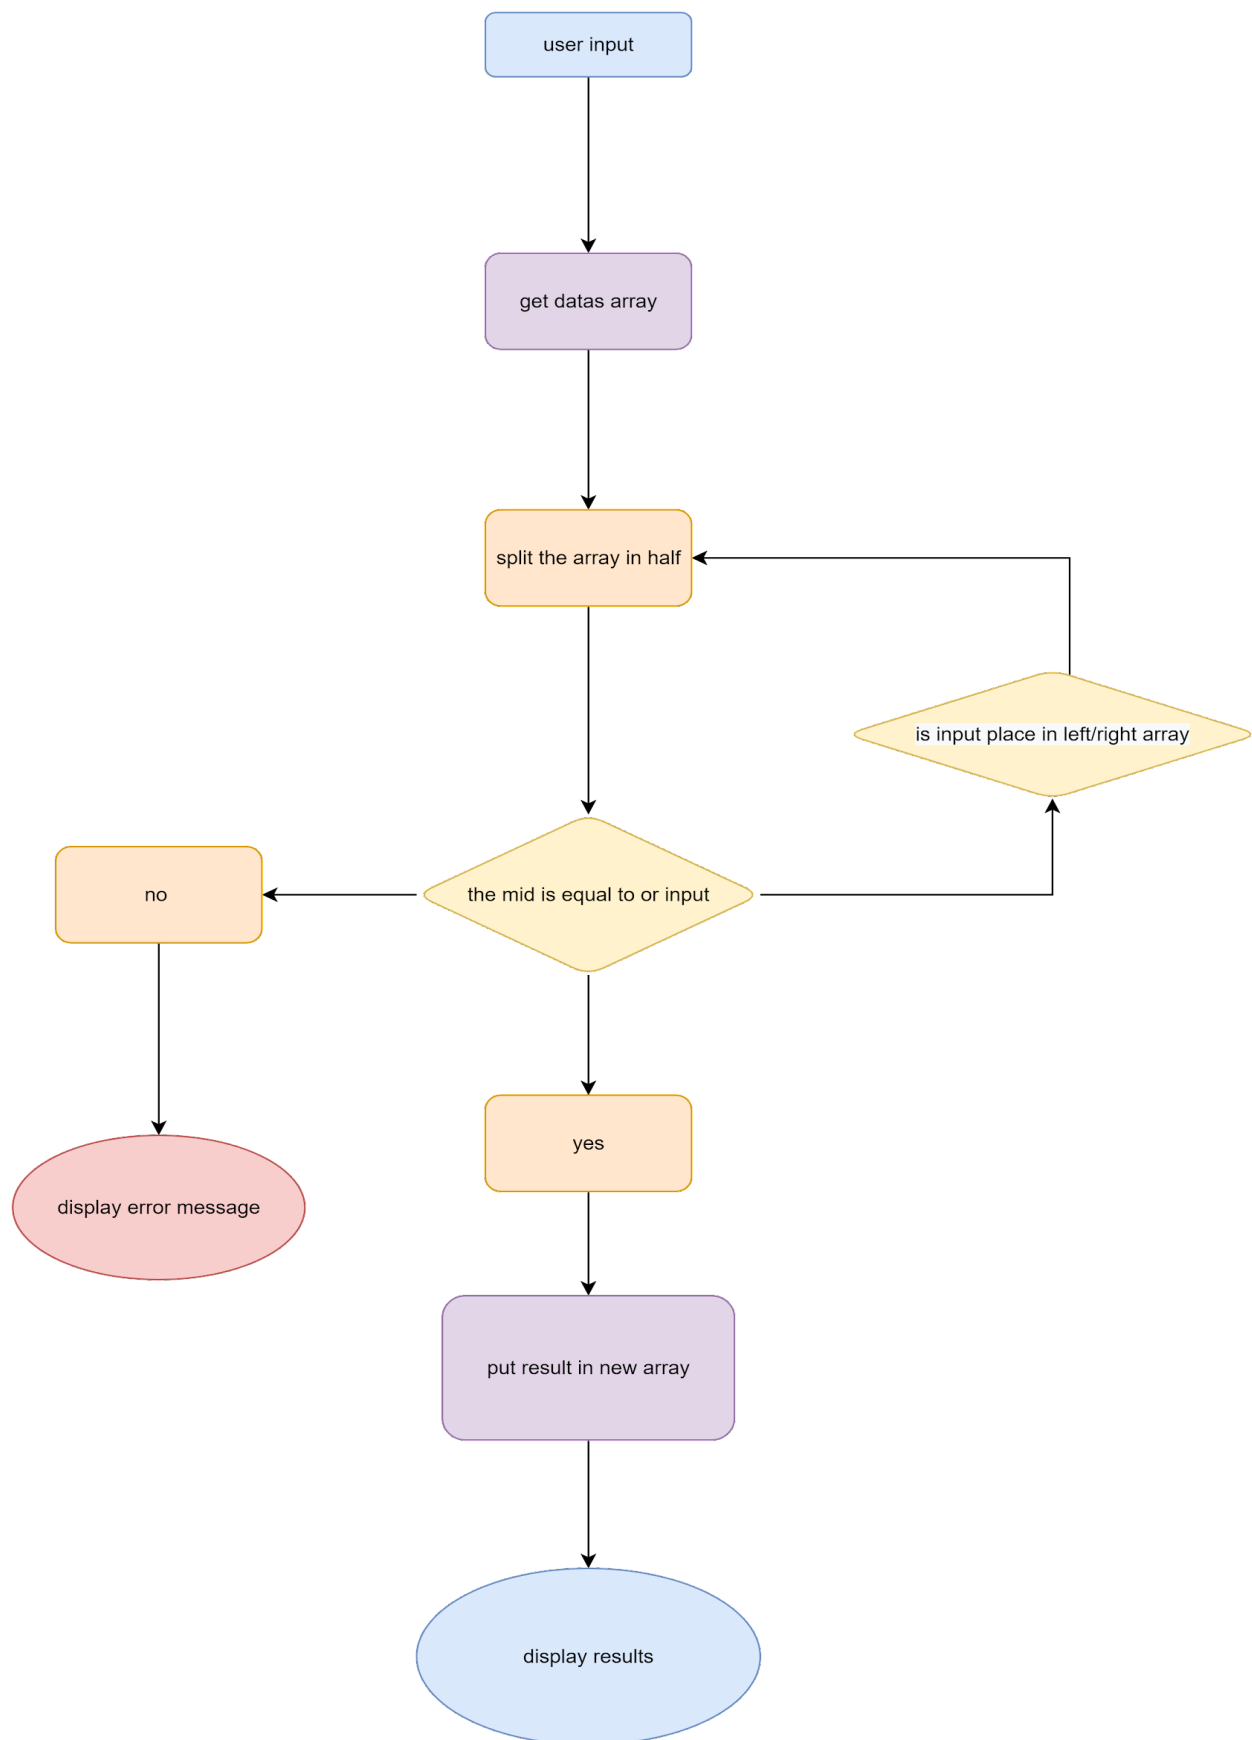 user input
get datas array
split the array in half
is input place in left/right array
no
the mid is equal to or input
yes
display error message
put result in new array
display results